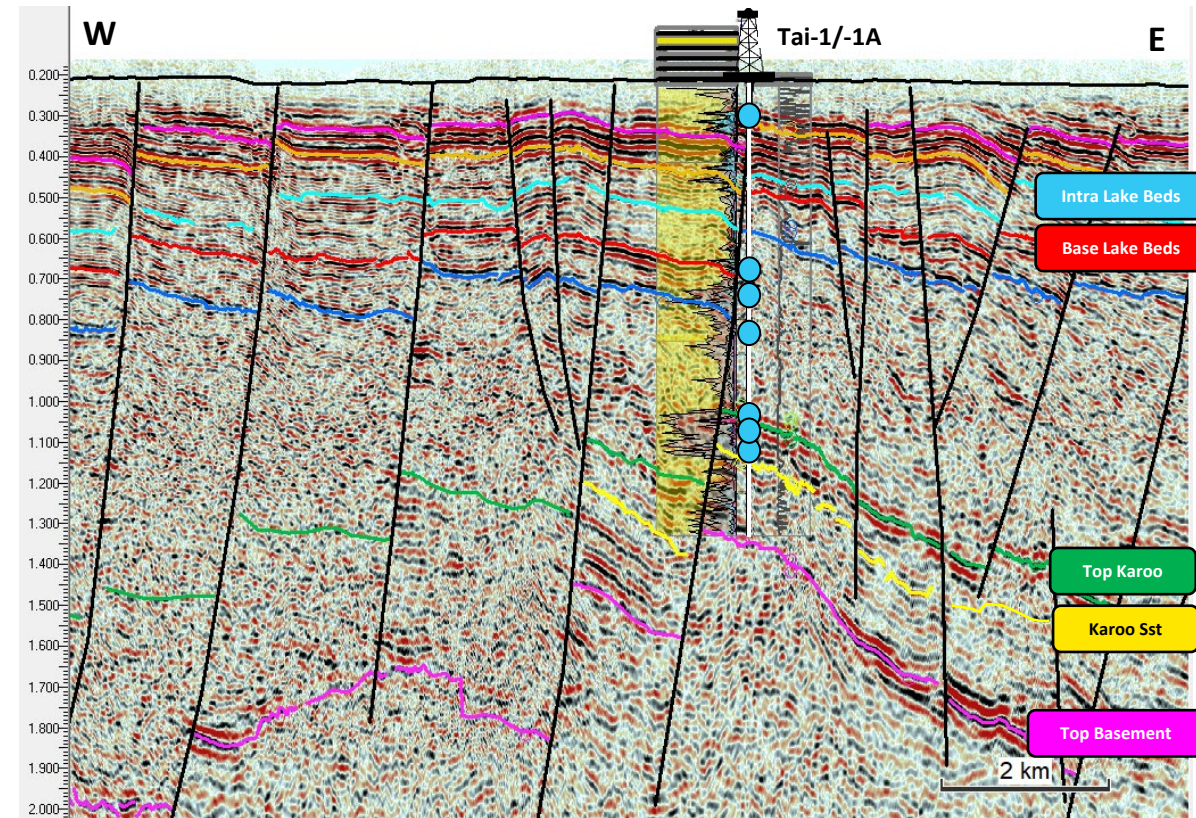 W
Tai-1/-1A
E
0.200
0.300
0.400
0.500
0.600
0.700
0.800
0.900
1.000
1.100
1.200
1.300
1.400
1.500
1.600
1.700
1.800
1.900
2.000
Intra Lake Beds
Base Lake Beds
Top Karoo
Karoo Sst
Top Basement
2 km